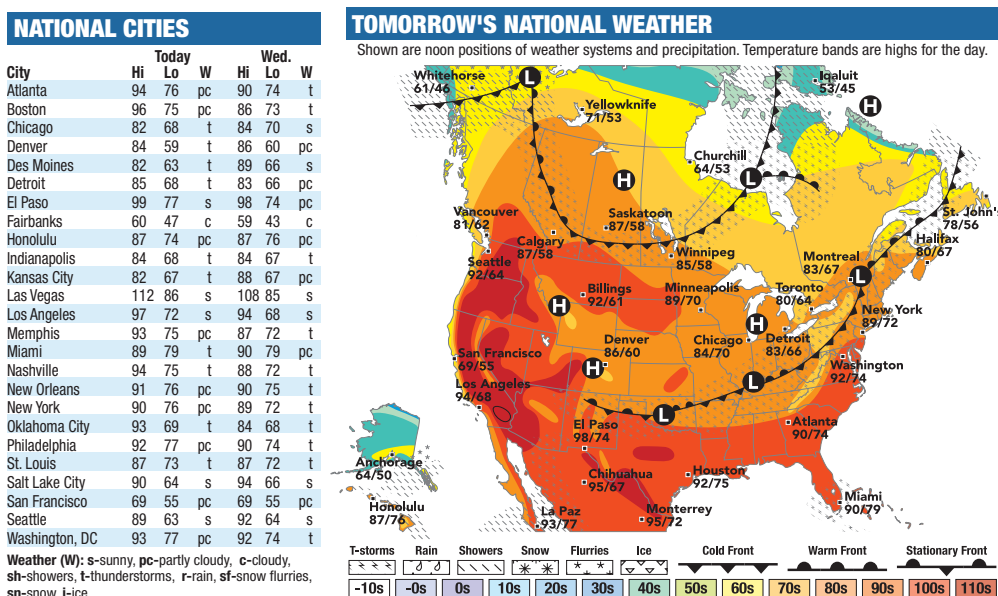 NATIONAL CITIES
Today Wed.
City Hi Lo W Hi Lo W
Atlanta 94 76 pc 90 74 t
Boston 96 75 pc 86 73 t
Chicago 82 68 t 84 70 s
Denver 84 59 t 86 60 pc
Des Moines 82 63 t 89 66 s
Detroit 85 68 t 83 66 pc
El Paso 99 77 s 98 74 pc
Fairbanks 60 47 c 59 43 c
Honolulu 87 74 pc 87 76 pc
Indianapolis 84 68 t 84 67 t
Kansas City 82 67 t 88 67 pc
Las Vegas 112 86 s 108 85 s
Los Angeles 97 72 s 94 68 s
Memphis 93 75 pc 87 72 t
Miami 89 79 t 90 79 pc
Nashville 94 75 t 88 72 t
New Orleans 91 76 pc 90 75 t
New York 90 76 pc 89 72 t
Oklahoma City 93 69 t 84 68 t
Philadelphia 92 77 pc 90 74 t
St. Louis 87 73 t 87 72 t
Salt Lake City 90 64 s 94 66 s
San Francisco 69 55 pc 69 55 pc
Seattle 89 63 s 92 64 s
Washington, DC 93 77 pc 92 74 t
Weather (W): s-sunny, pc-partly cloudy, c-cloudy,
sh-showers, t-thunderstorms, r-rain, sf-snow flurries,
sn-snow, i-ice
TOMORROW'S NATIONAL WEATHER
Shown are noon positions of weather systems and precipitation. Temperature bands are highs for the day.
Whitehorse
61/46
L
Iqaluit
53/45
H
Yellowknife
71/53
Churchill
64/53
L
H
Vancouver
81/62
Saskatoon
87/58
St. John's
78/56
Calgary
87/58
Halifax
80/67
Winnipeg
85/58
Seattle
92/64
Montreal
83/67
L
Billings
92/61
Minneapolis
89/70
Toronto
80/64
H
New York
89/72
H
Denver
86/60
Chicago
84/70
Detroit
83/66
San Francisco
69/55
H
Washington
92/74
Los Angeles
94/68
L
L
El Paso
98/74
Atlanta
90/74
Anchorage
64/50
Chihuahua
95/67
Houston
92/75
Honolulu
87/76
La Paz
93/77
Monterrey
95/72
Miami
90/79
T-storms Rain Showers Snow Flurries Ice Cold Front Warm Front Stationary Front
-10s -0s 0s 10s 20s 30s 40s 50s 60s 70s 80s 90s 100s 110s